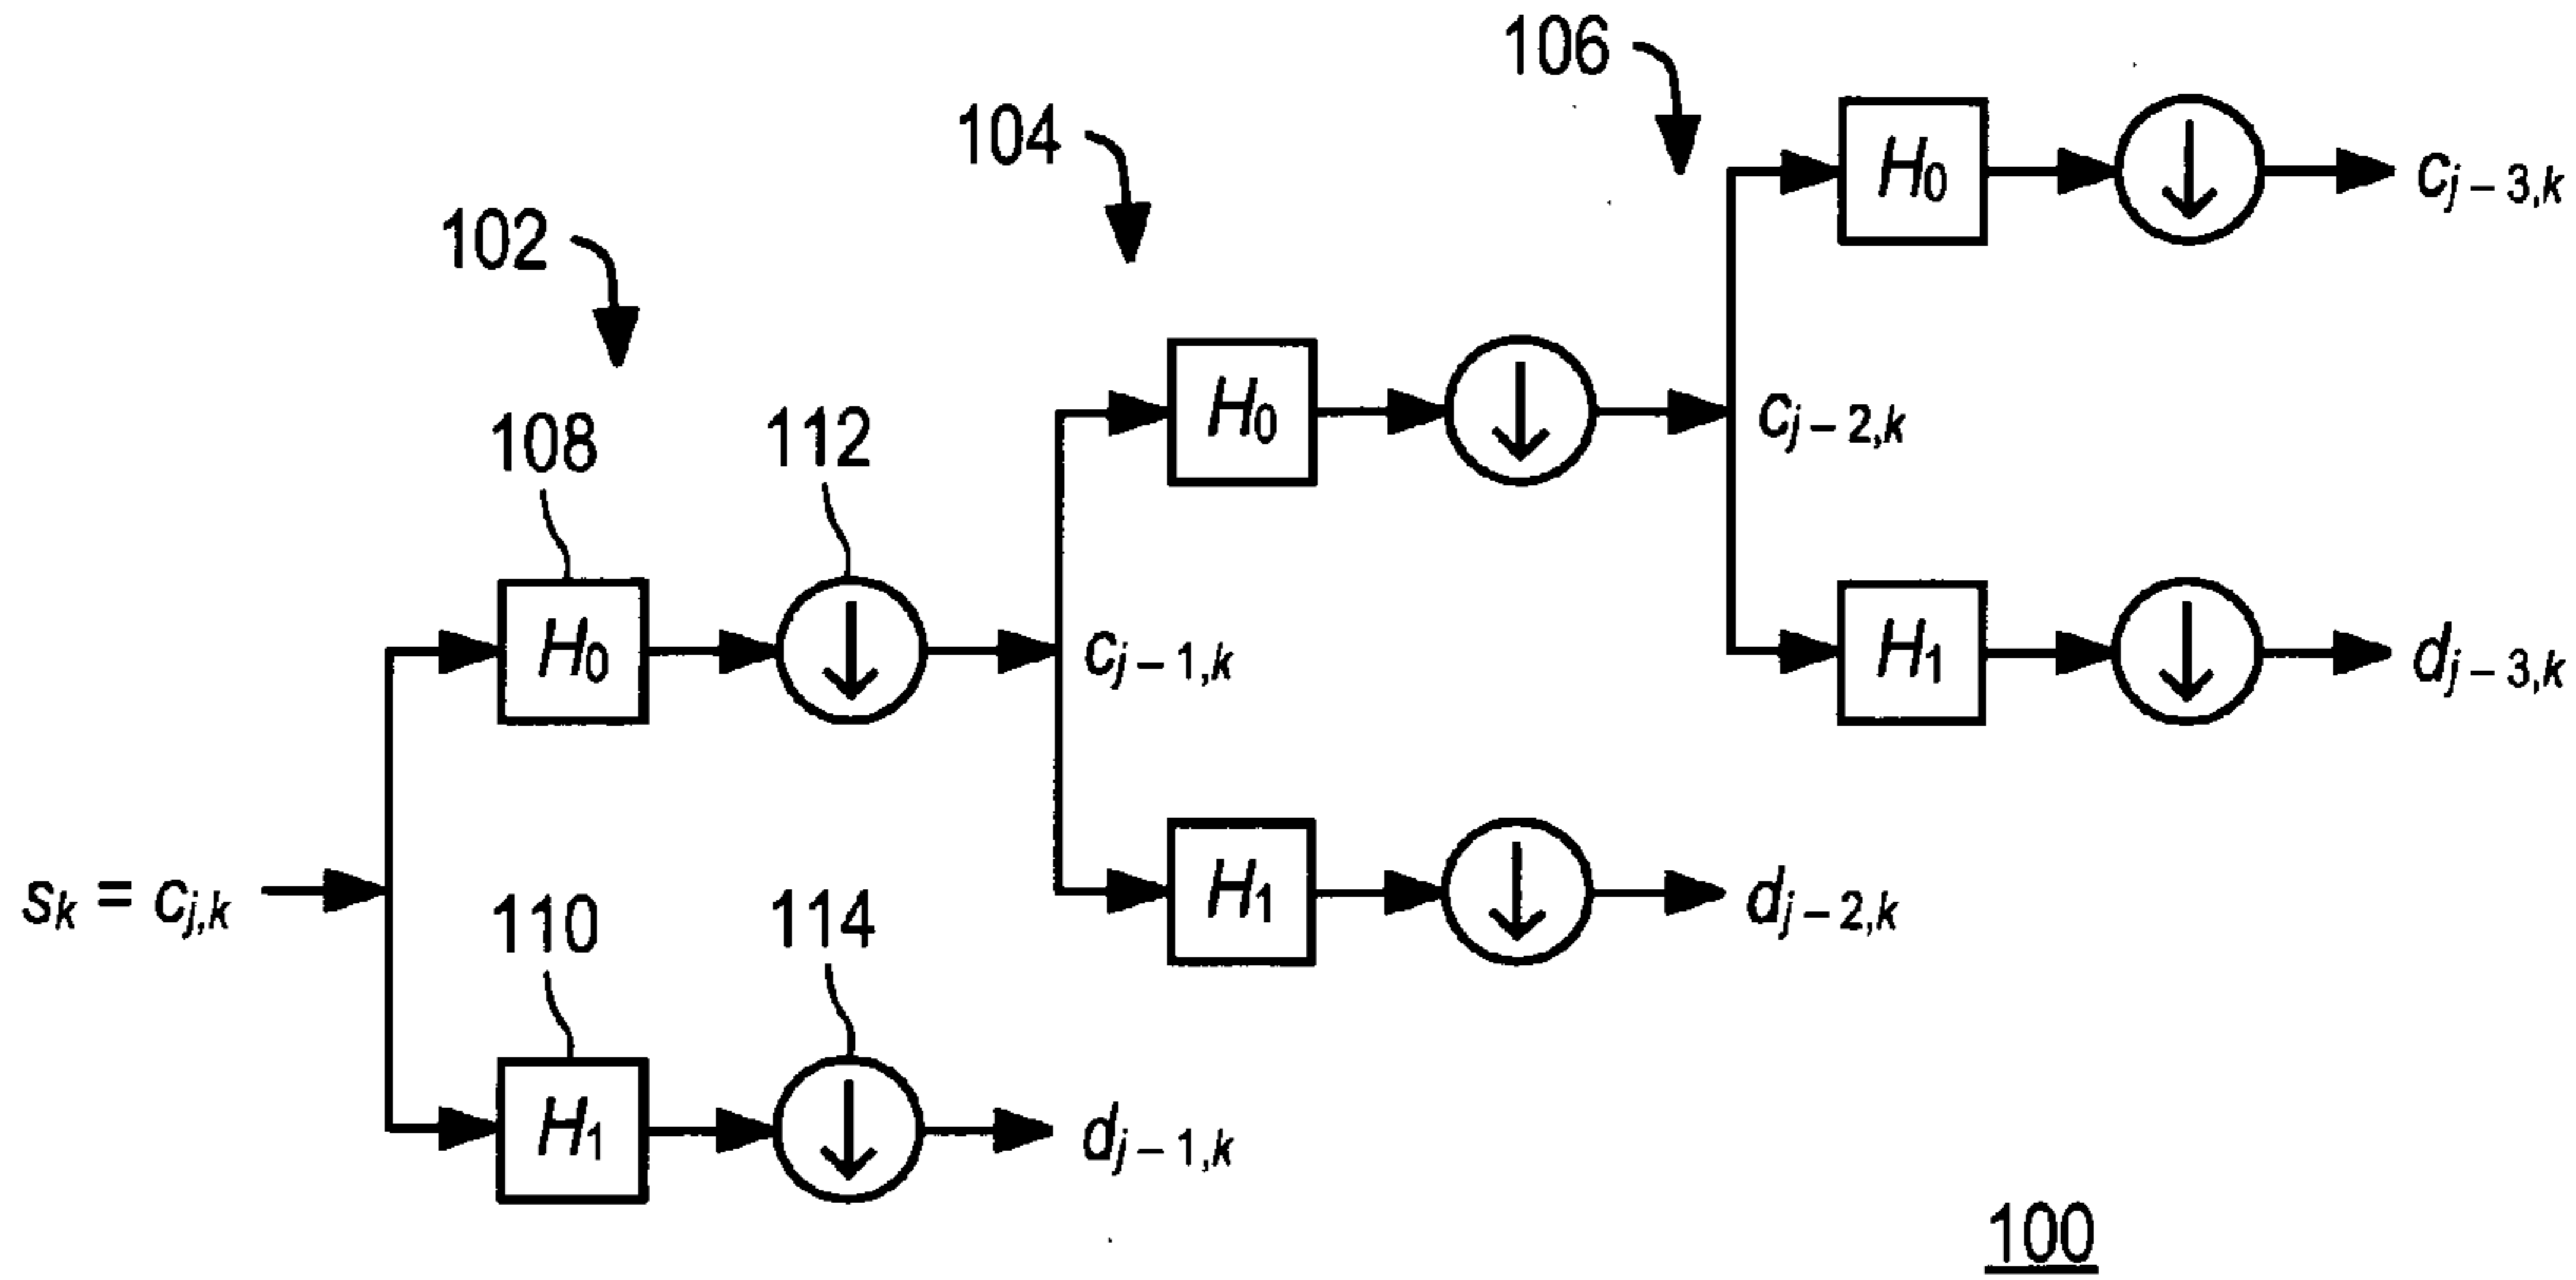 106
104
102
H0
cj – 3,k
108
112
H0
cj – 2,k
H0
cj – 1,k
H1
dj – 3,k
sk = cj,k
110
114
H1
dj – 2,k
H1
dj – 1,k
100